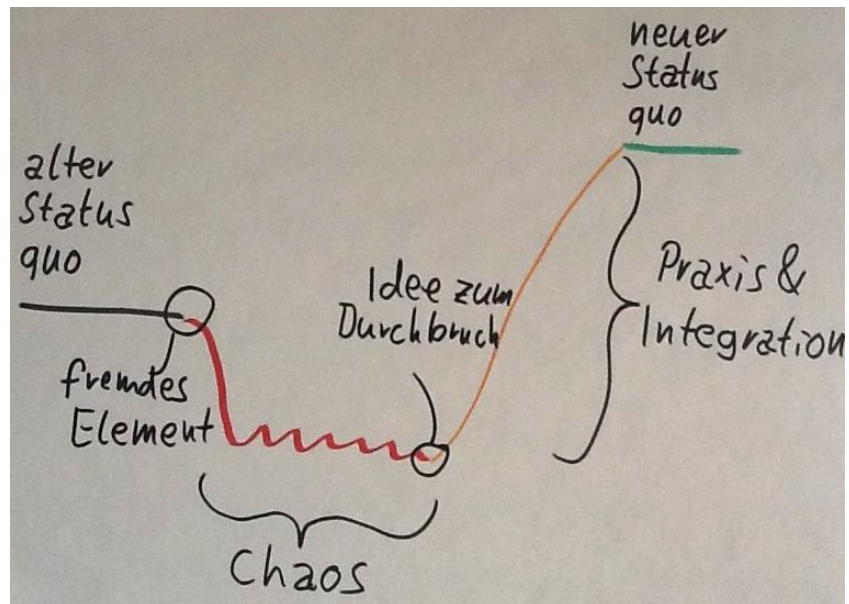 alter
Status
quo
fremdes
Element
Chaos
Idee zum
Durchbruch
neuer
Status
quo
Praxis &
Integration